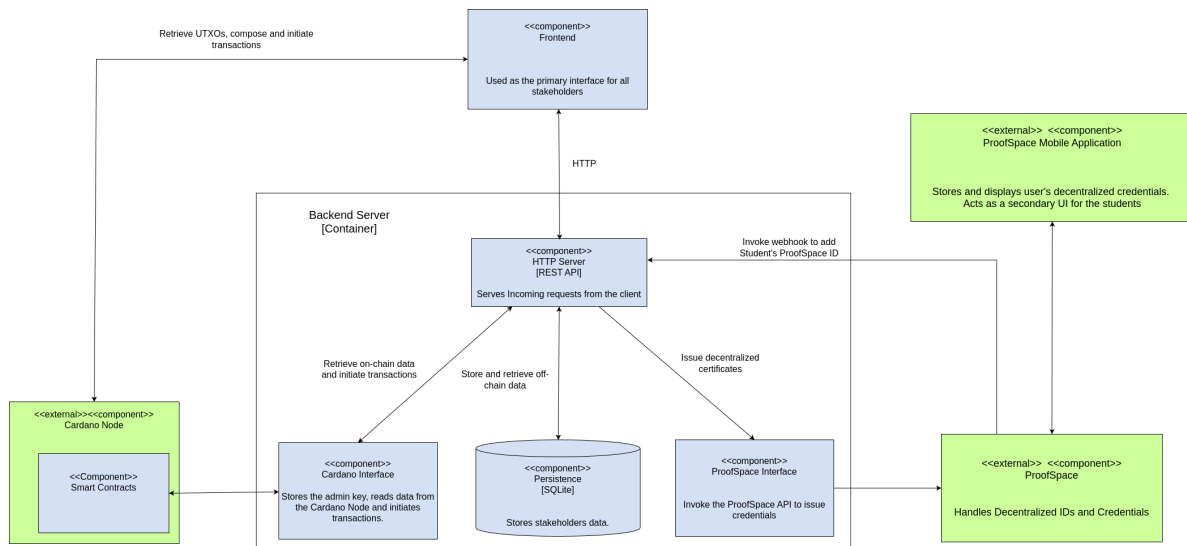 <<component>>
Frontend
Used as the primary interface for all
stakeholders
Retrieve UTXOs, compose and initiate
transactions
HTTP
<<external>> <<component>>
ProofSpace Mobile Application
Stores and displays user's decentralized credentials.
Acts as a secondary UI for the students
Backend Server
[Container]
<<component>>
HTTP Server
[REST API]
Serves Incoming requests from the client
Invoke webhook to add
Student's ProofSpace ID
Retrieve on-chain data
and initiate transactions
Store and retrieve off-
chain data
Issue decentralized
certificates
<<external>><<component>>
Cardano Node
<<Component>>
Smart Contracts
<<component>>
Cardano Interface
Stores the admin key, reads data from
the Cardano Node and initiates
transactions.
<<component>>
Persistence
[SQLite]
Stores stakeholders data.
<<component>>
ProofSpace Interface
Invoke the ProofSpace API to issue
credentials
<<external>> <<component>>
ProofSpace
Handles Decentralized IDs and Credentials